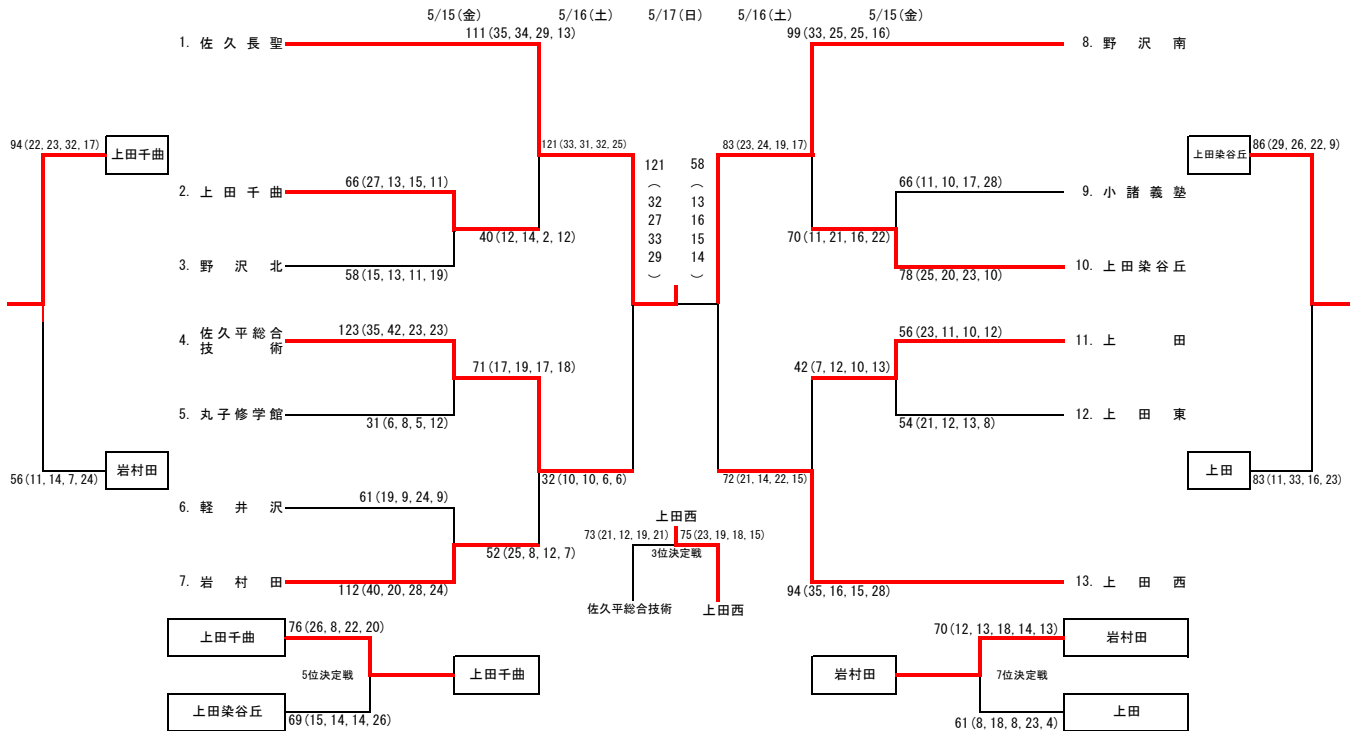 5/15(金) 5/16(土) 5/17(日) 5/16(土) 5/15(金)
111(35, 34, 29, 13)
99(33, 25, 25, 16)
1. 佐久長聖
8. 野沢南
94(22, 23, 32, 17)
上田千曲
121(33, 31, 32, 25)
121
(
32
27
33
29
)
58
(
13
16
15
14
)
83(23, 24, 19, 17)
上田染谷丘
86(29, 26, 22, 9)
66(27, 13, 15, 11)
2. 上田千曲
66(11, 10, 17, 28)
9. 小諸義塾
40(12, 14, 2, 12)
70(11, 21, 16, 22)
3. 野沢北
58(15, 13, 11, 19)
10. 上田染谷丘
78(25, 20, 23, 10)
4. 佐久平総合
技術
123(35, 42, 23, 23)
56(23, 11, 10, 12)
11. 上田
71(17, 19, 17, 18)
42(7, 12, 10, 13)
5. 丸子修学館
31(6, 8, 5, 12)
12. 上田東
54(21, 12, 13, 8)
岩村田
56(11, 14, 7, 24)
32(10, 10, 6, 6)
72(21, 14, 22, 15)
上田
83(11, 33, 16, 23)
61(19, 9, 24, 9)
6. 軽井沢
上田西
73(21, 12, 19, 21)
75(23, 19, 18, 15)
3位決定戦
52(25, 8, 12, 7)
7. 岩村田
112(40, 20, 28, 24)
13. 上田西
94(35, 16, 15, 28)
佐久平総合技術
上田西
上田千曲
76(26, 8, 22, 20)
5位決定戦
上田千曲
上田染谷丘
69(15, 14, 14, 26)
70(12, 13, 18, 14, 13)
岩村田
岩村田
7位決定戦
61(8, 18, 8, 23, 4)
上田